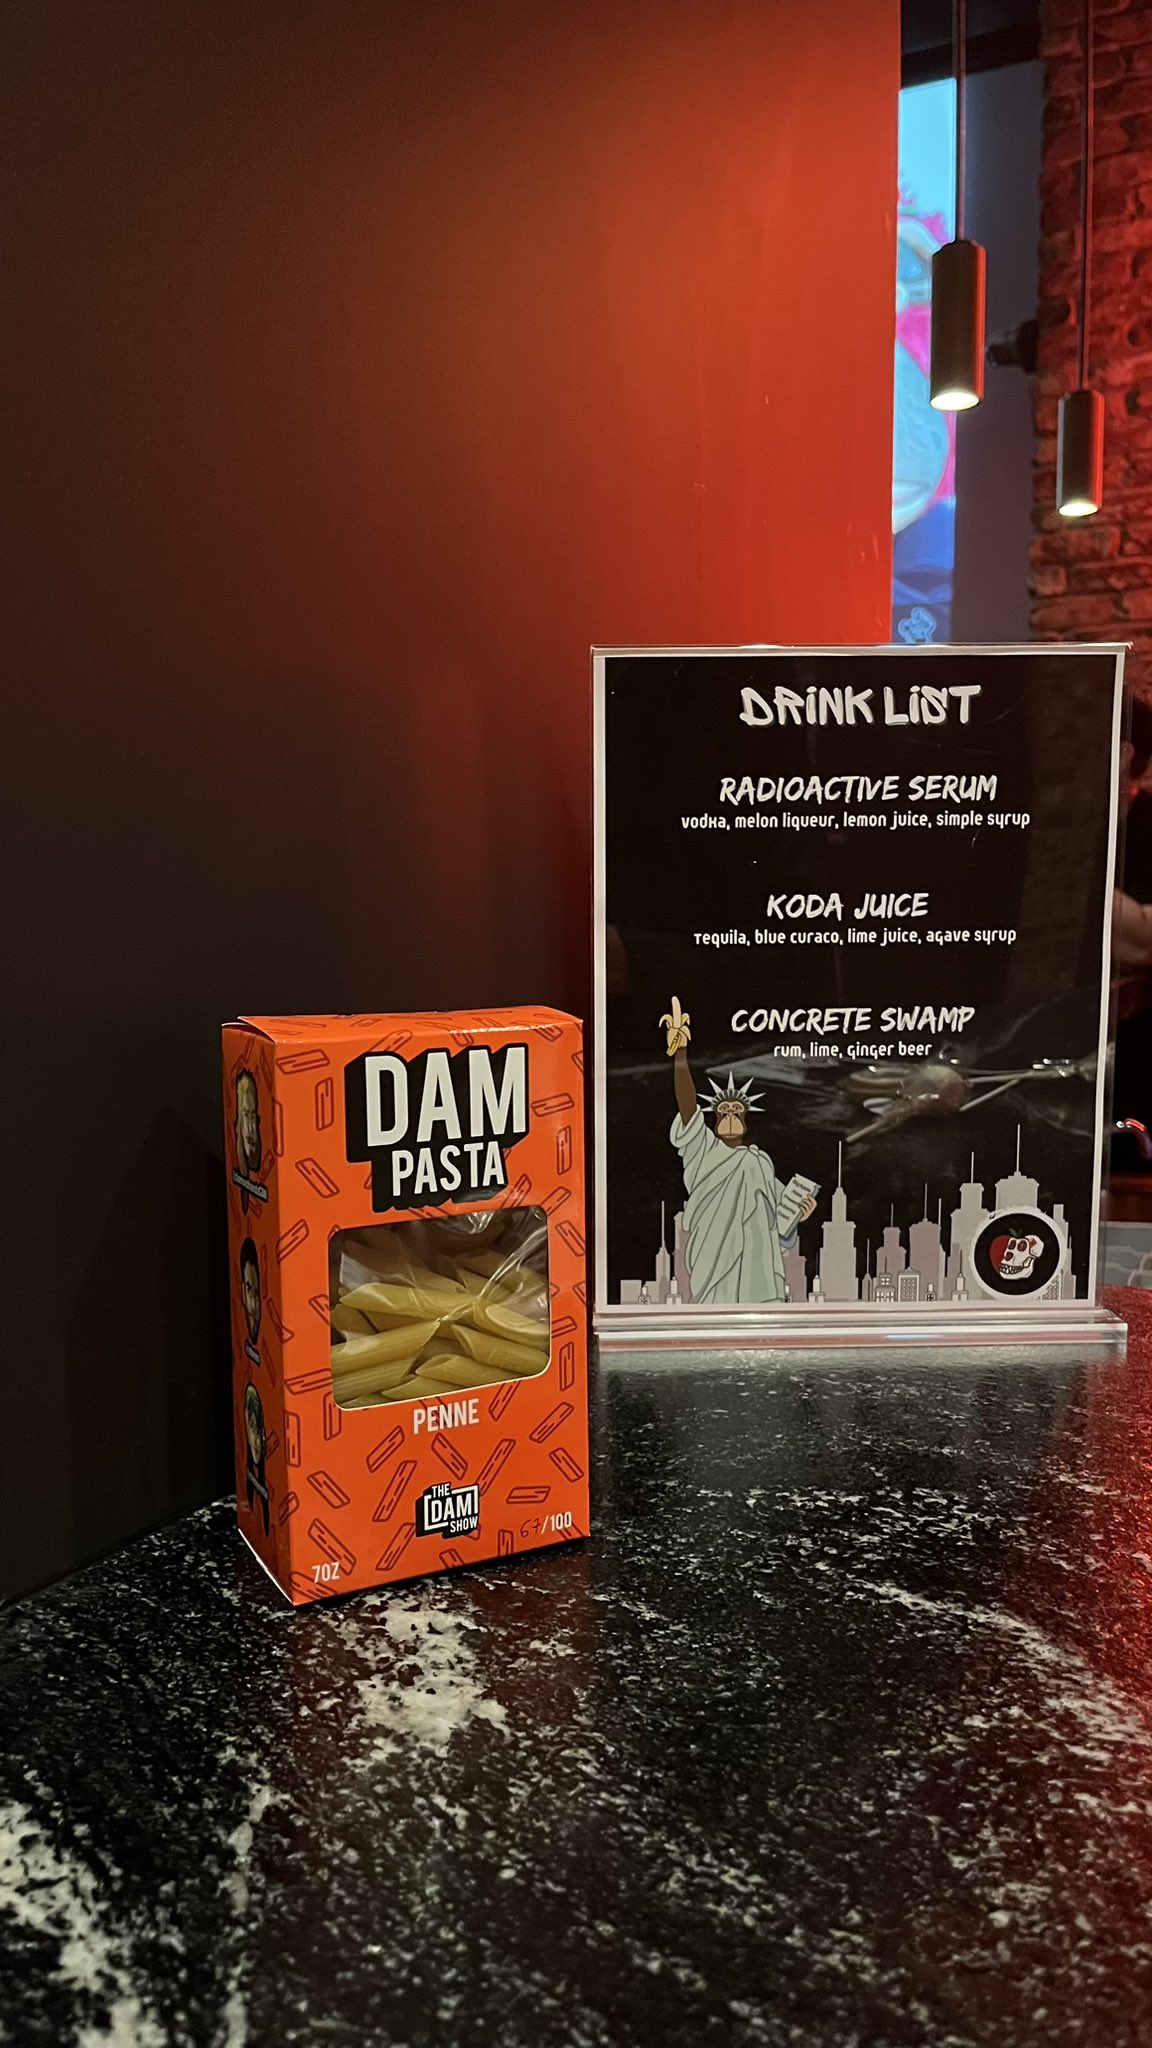 DRINK LIST
RADIOACTIVE SERUM
vodka, melon liqueur, lemon juice, simple syrup
KODA JUICE
Tequila, blue curaco, lime juice, agave syrup
CONCRETE SWAMP
rum, lime, ginger beer
DAM
PASTA
PENNE
THE
DAM
SHOW
67/100
7OZ